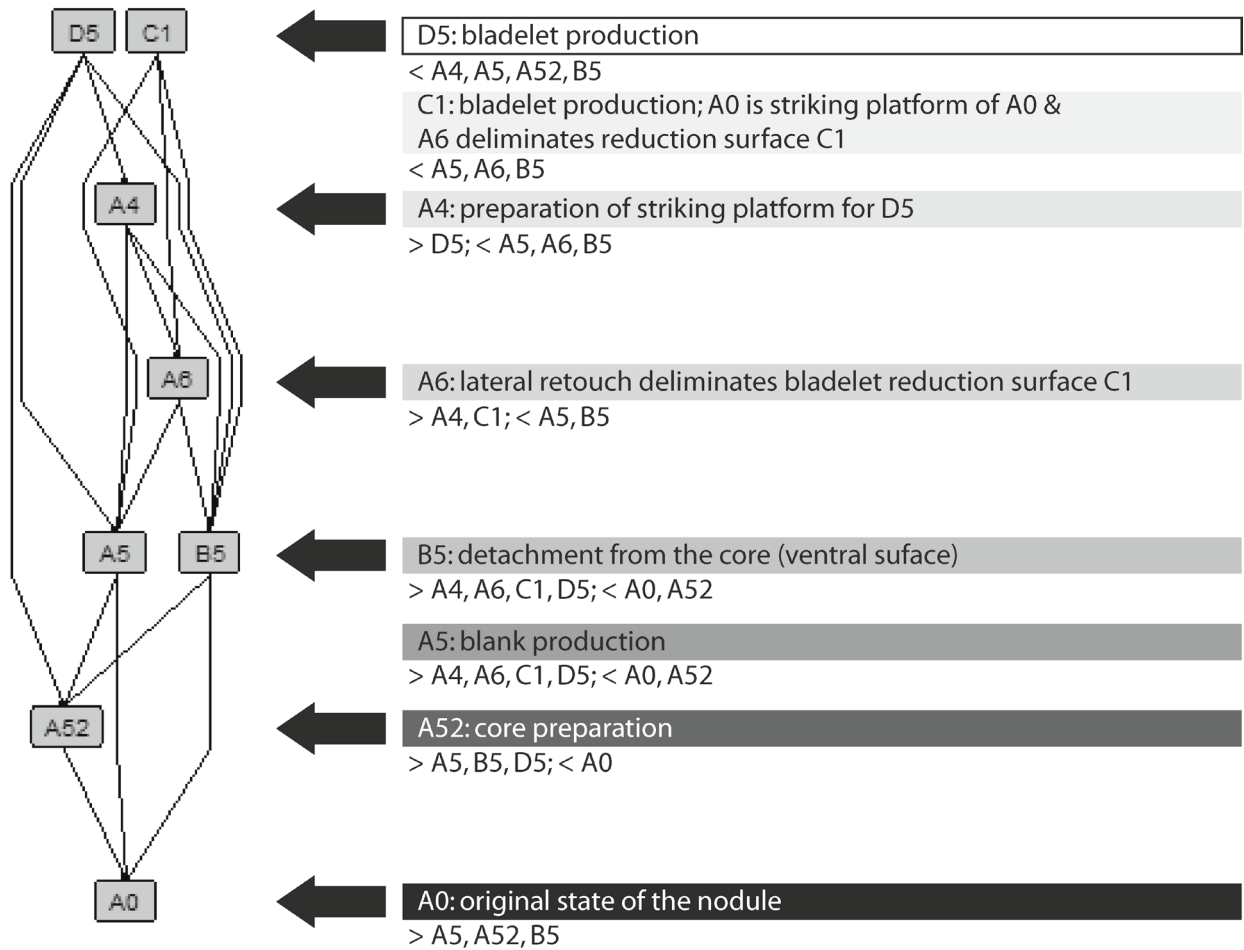 D5 C1
D5: bladelet production
< A4, A5, A52, B5
C1: bladelet production; A0 is striking platform of A0 &
A6 deliminates reduction surface C1
< A5, A6, B5
A4
A4: preparation of striking platform for D5
> D5; < A5, A6, B5
A6
A6: lateral retouch deliminates bladelet reduction surface C1
> A4, C1; < A5, B5
A5 B5
B5: detachment from the core (ventral suface)
> A4, A6, C1, D5; < A0, A52
A5: blank production
> A4, A6, C1, D5; < A0, A52
A52
A52: core preparation
> A5, B5, D5; < A0
A0
A0: original state of the nodule
> A5, A52, B5